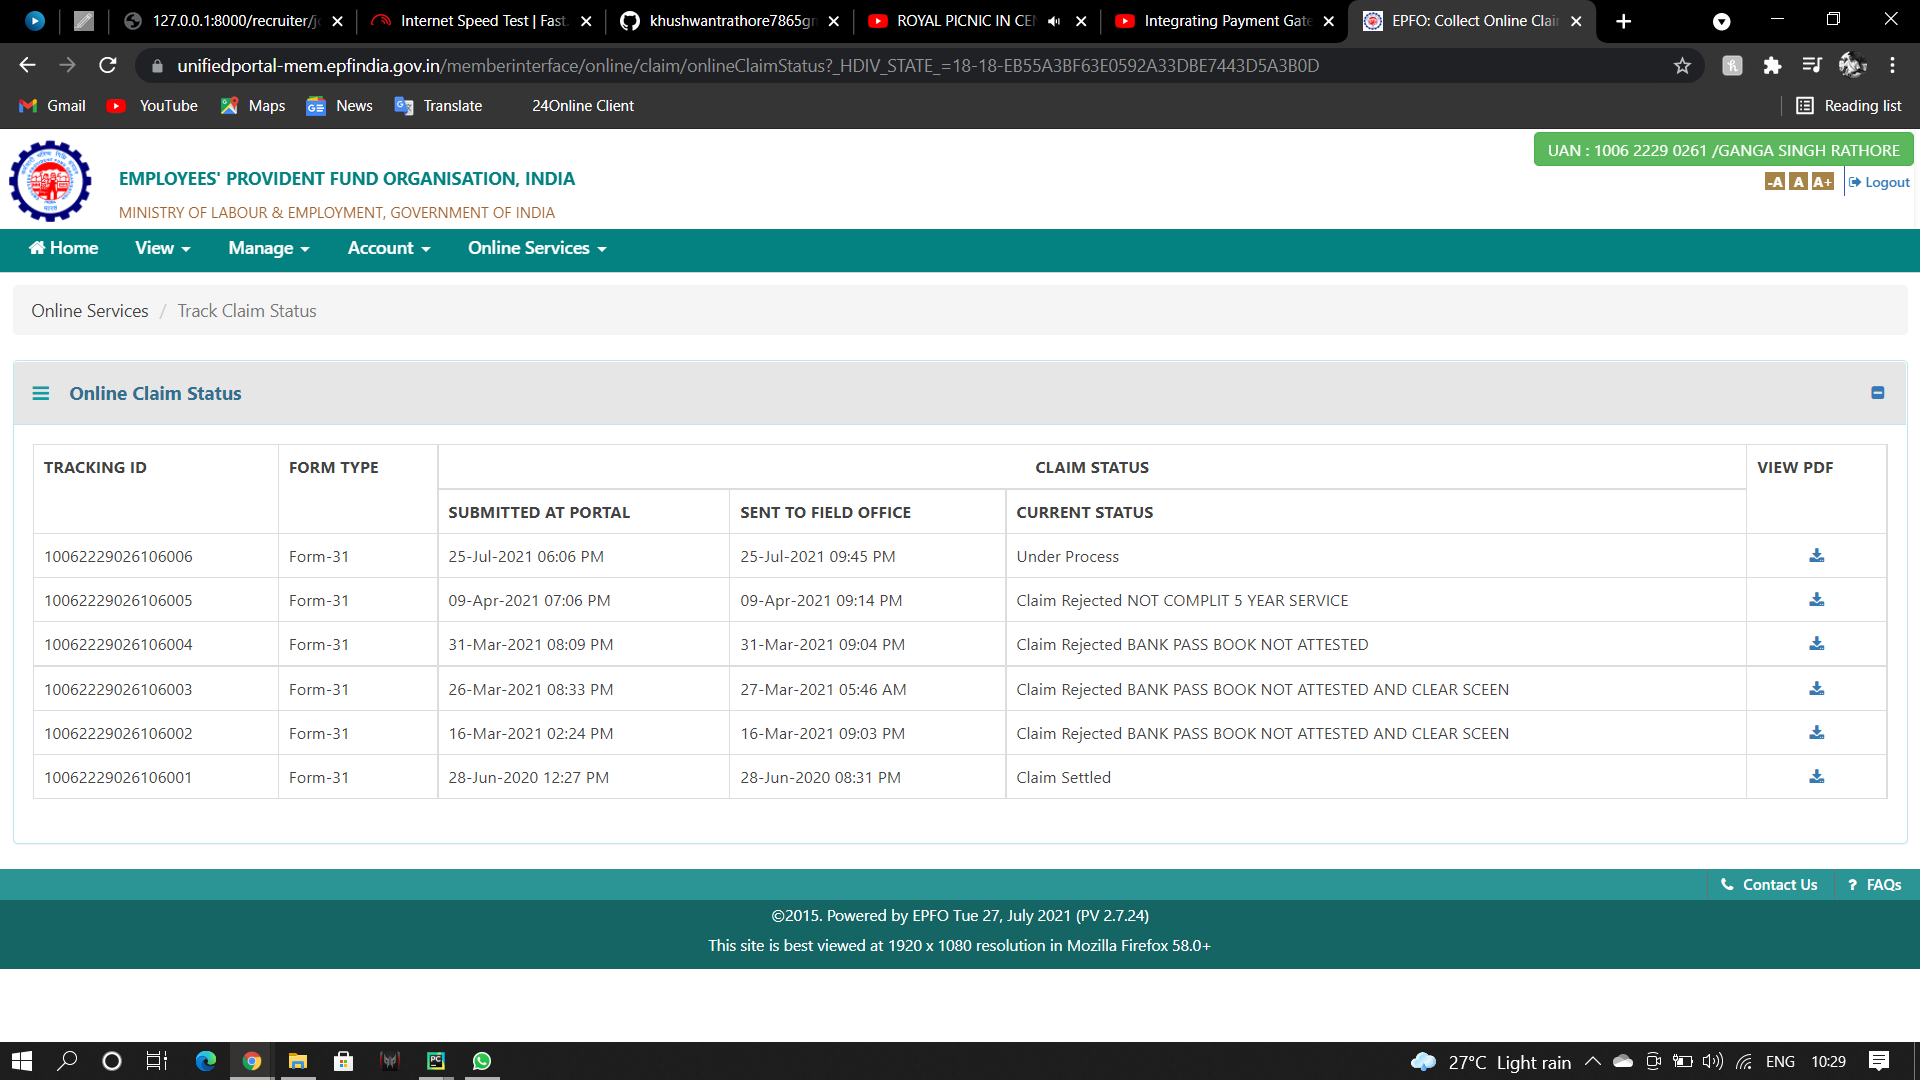 127.0.0.1:8000/recruiter/j
Internet Speed Test | Fast.
khushwantrathore7865gm
ROYAL PICNIC IN CEN
Integrating Payment Gate
EPFO: Collect Online Clai
unifiedportal-mem.epfindia.gov.in/memberinterface/online/claim/onlineClaimStatus?_HDIV_STATE_=18-18-EB55A3BF63E0592A33DBE7443D5A3B0D
Gmail YouTube Maps News Translate 24Online Client Reading list
UAN : 1006 2229 0261 /GANGA SINGH RATHORE
EMPLOYEES' PROVIDENT FUND ORGANISATION, INDIA
-A A A+ Logout
MINISTRY OF LABOUR & EMPLOYMENT, GOVERNMENT OF INDIA
Home View Manage Account Online Services
Online Services / Track Claim Status
Online Claim Status
TRACKING ID FORM TYPE CLAIM STATUS VIEW PDF
SUBMITTED AT PORTAL SENT TO FIELD OFFICE CURRENT STATUS
10062229026106006 Form-31 25-Jul-2021 06:06 PM 25-Jul-2021 09:45 PM Under Process
10062229026106005 Form-31 09-Apr-2021 07:06 PM 09-Apr-2021 09:14 PM Claim Rejected NOT COMPLIT 5 YEAR SERVICE
10062229026106004 Form-31 31-Mar-2021 08:09 PM 31-Mar-2021 09:04 PM Claim Rejected BANK PASS BOOK NOT ATTESTED
10062229026106003 Form-31 26-Mar-2021 08:33 PM 27-Mar-2021 05:46 AM Claim Rejected BANK PASS BOOK NOT ATTESTED AND CLEAR SCEEN
10062229026106002 Form-31 16-Mar-2021 02:24 PM 16-Mar-2021 09:03 PM Claim Rejected BANK PASS BOOK NOT ATTESTED AND CLEAR SCEEN
10062229026106001 Form-31 28-Jun-2020 12:27 PM 28-Jun-2020 08:31 PM Claim Settled
Contact Us ? FAQs
©2015. Powered by EPFO Tue 27, July 2021 (PV 2.7.24)
This site is best viewed at 1920 x 1080 resolution in Mozilla Firefox 58.0+
27°C Light rain ENG 10:29